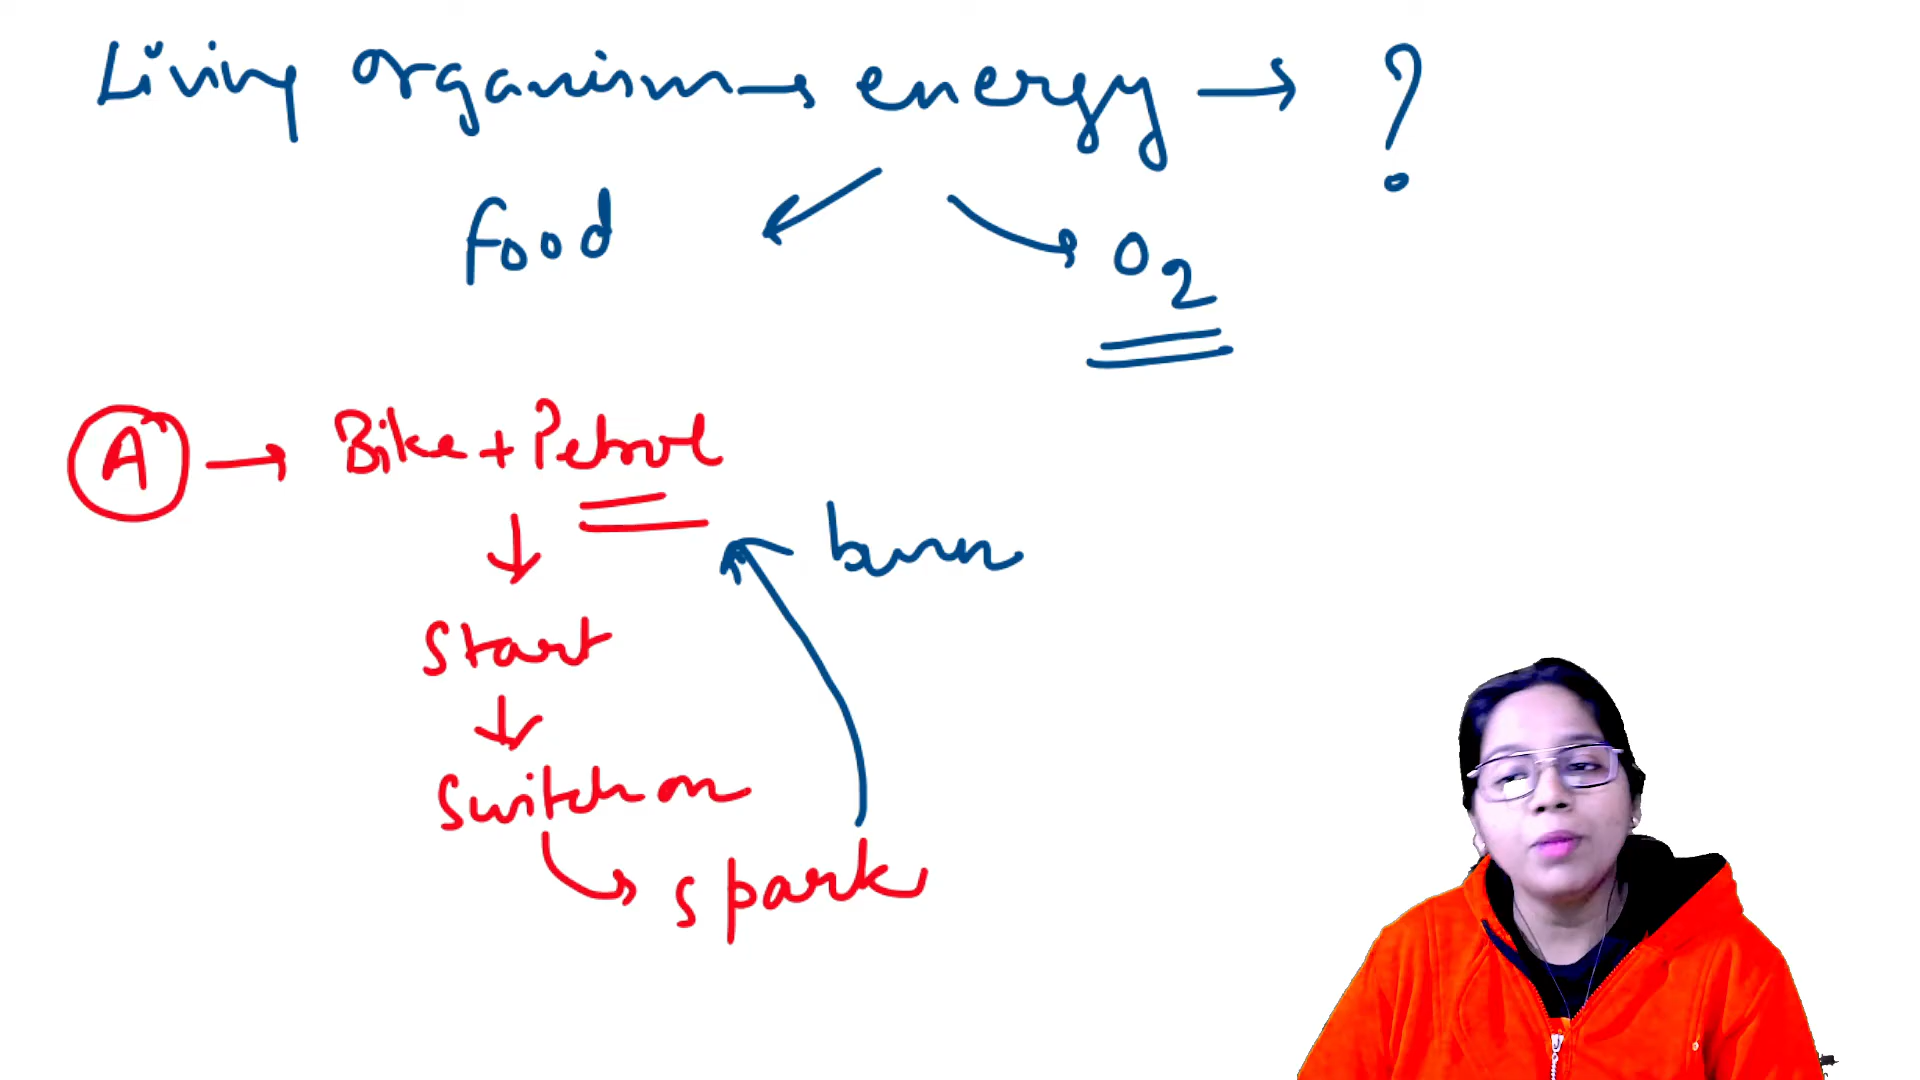 Living organism → energy → ?
food
O2
A → Bike + Petrol
burn
Start
Switch on
spark